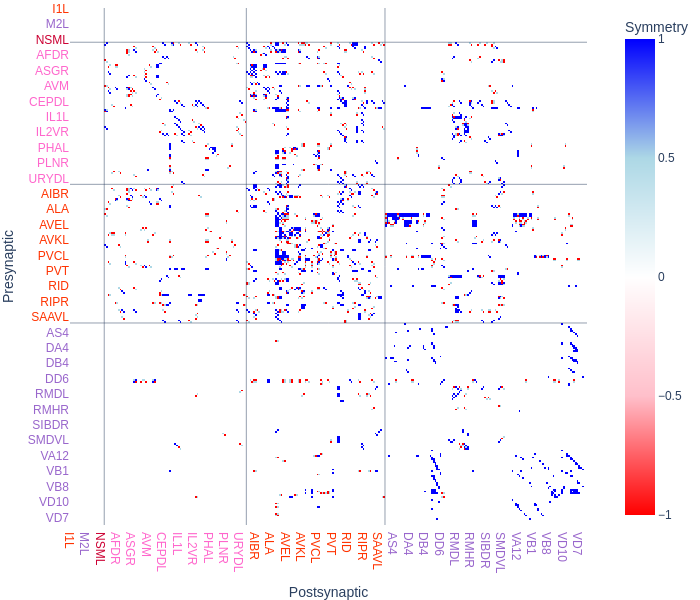 Symmetry
1
0.5
0
−0.5
−1
Presynaptic
I1L
M2L
NSML
AFDR
ASGR
AVM
CEPDL
IL1L
IL2VR
PHAL
PLNR
URYDL
AIBR
ALA
AVEL
AVKL
PVCL
PVT
RID
RIPR
SAAVL
AS4
DA4
DB4
DD6
RMDL
RMHR
SIBDR
SMDVL
VA12
VB1
VB8
VD10
VD7
I1L
M2L
NSML
AFDR
ASGR
AVM
CEPDL
IL1L
IL2VR
PHAL
PLNR
URYDL
AIBR
ALA
AVEL
AVKL
PVCL
PVT
RID
RIPR
SAAVL
AS4
DA4
DB4
DD6
RMDL
RMHR
SIBDR
SMDVL
VA12
VB1
VB8
VD10
VD7
Postsynaptic